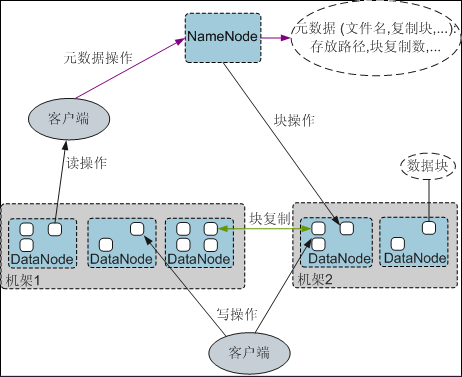 元数据 (文件名,复制块,...):
存放路径,块复制数,...
NameNode
元数据操作
客户端
块操作
读操作
数据块
块复制
DataNode
DataNode
DataNode
DataNode
DataNode
机架1
机架2
写操作
客户端